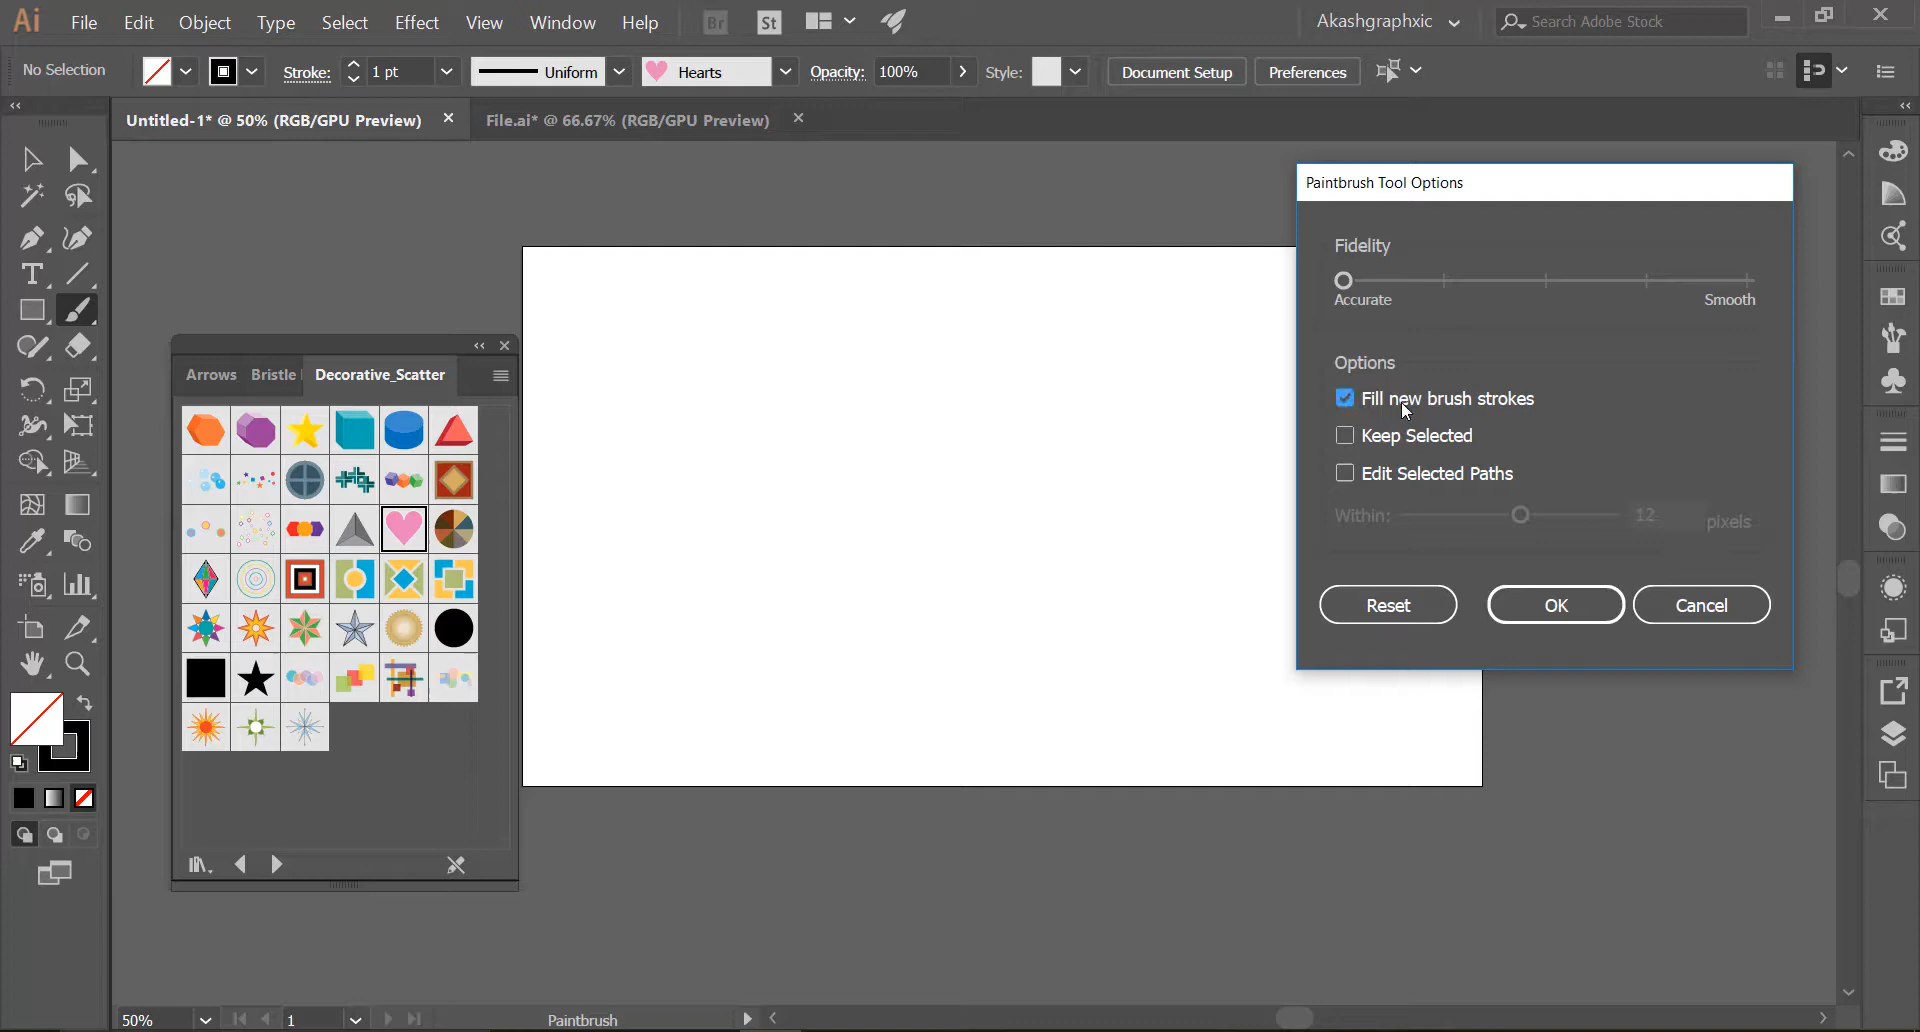 Ai File Edit Object Type Select Effect View Window Help Br St Akashgraphxic Search Adobe Stock
No Selection Stroke: 1 pt Uniform Hearts Opacity: 100% Style: Document Setup Preferences
Untitled-1* @ 50% (RGB/GPU Preview) File.ai* @ 66.67% (RGB/GPU Preview)
Paintbrush Tool Options
Fidelity
Accurate Smooth
Options
Fill new brush strokes
Keep Selected
Edit Selected Paths
Within: 12 pixels
Reset OK Cancel
Arrows Bristle Decorative_Scatter
50% 1 Paintbrush